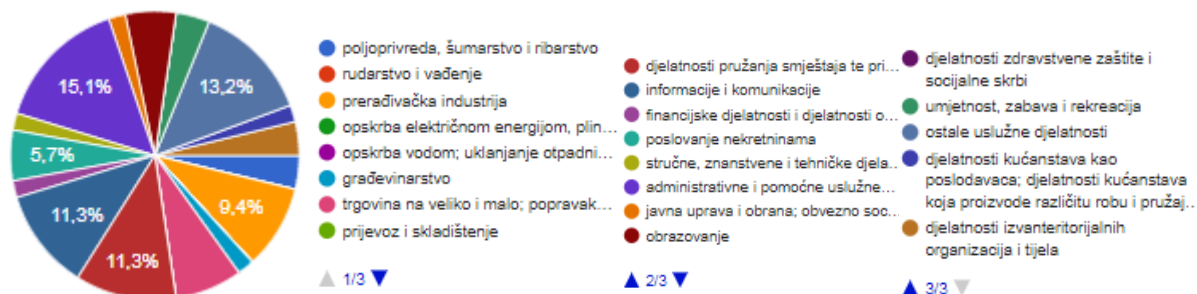 15,1%
13,2%
5,7%
9,4%
11,3%
11,3%
poljoprivreda, šumarstvo i ribarstvo
rudarstvo i vađenje
prerađivačka industrija
opskrba električnom energijom, plin...
opskrba vodom; uklanjanje otpadni...
građevinarstvo
trgovina na veliko i malo; popravak...
prijevoz i skladištenje
1/3
djelatnosti pružanja smještaja te pri...
informacije i komunikacije
financijske djelatnosti i djelatnosti o...
poslovanje nekretninama
stručne, znanstvene i tehničke djela...
administrativne i pomoćne uslužne...
javna uprava i obrana; obvezno soc...
obrazovanje
2/3
djelatnosti zdravstvene zaštite i
socijalne skrbi
umjetnost, zabava i rekreacija
ostale uslužne djelatnosti
djelatnosti kućanstava kao
poslodavaca; djelatnosti kućanstava
koja proizvode različitu robu i pružaj..
djelatnosti izvanteritorijalnih
organizacija i tijela
3/3